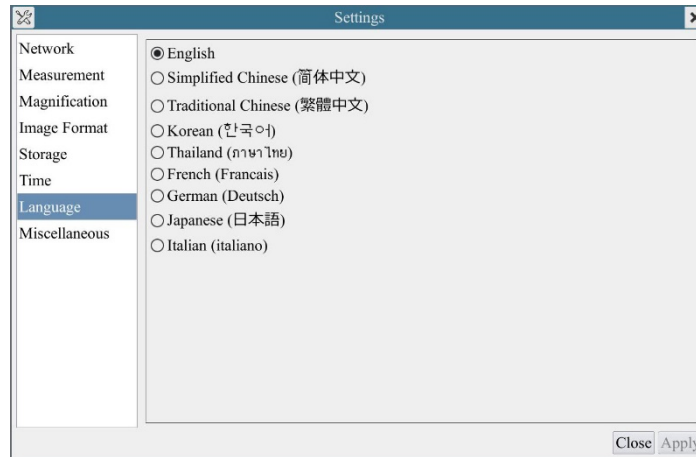 Settings
Network
Measurement
Magnification
Image Format
Storage
Time
Language
Miscellaneous
English
Simplified Chinese (简体中文)
Traditional Chinese (繁體中文)
Korean (한국어)
Thailand (ภาษาไทย)
French (Francais)
German (Deutsch)
Japanese (日本語)
Italian (italiano)
Close Apply